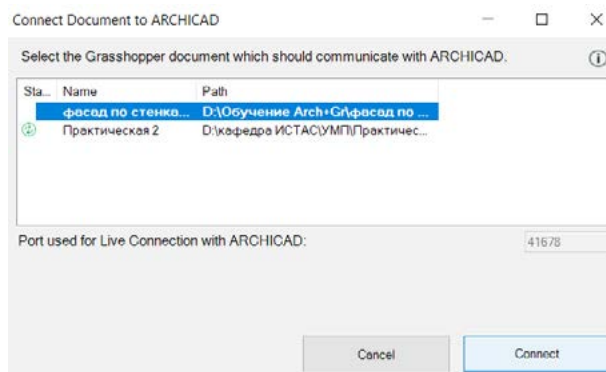 Connect Document to ARCHICAD
Select the Grasshopper document which should communicate with ARCHICAD.
Sta... Name Path
фасад по стенка... D:\Обучение Arch+Gr\фасад по ...
Практическая 2 D:\кафедра ИСТАС\УМП\Практичес...
Port used for Live Connection with ARCHICAD: 41678
Cancel Connect